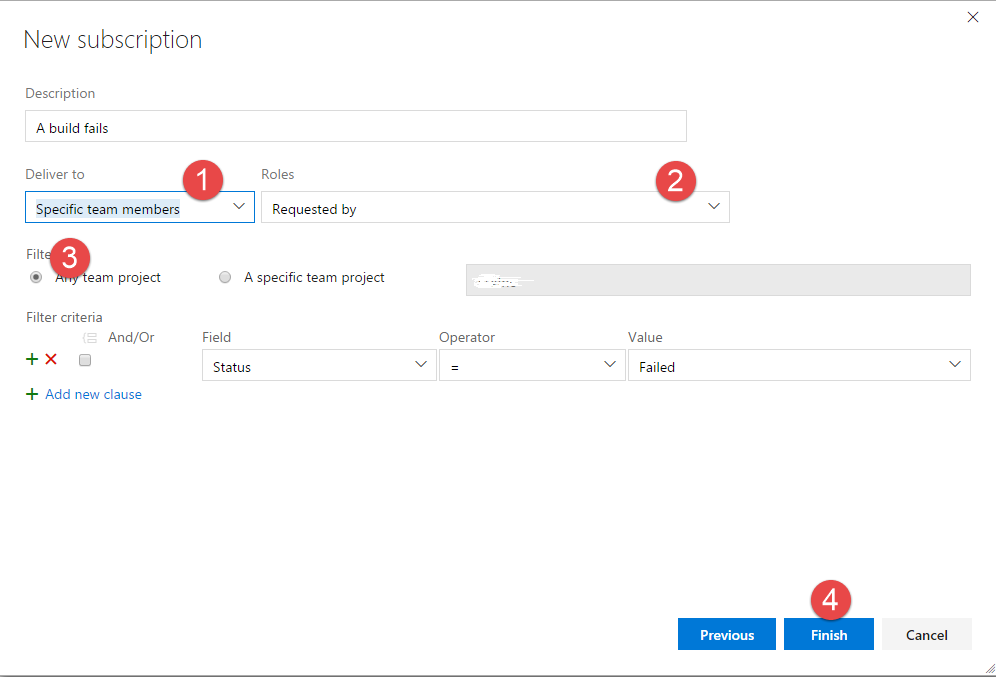 New subscription
Description
A build fails
Deliver to 1 Roles 2
Specific team members Requested by
3
Any team project A specific team project
Filter criteria
And/Or Field Operator Value
Status = Failed
Add new clause
4
Previous Finish Cancel